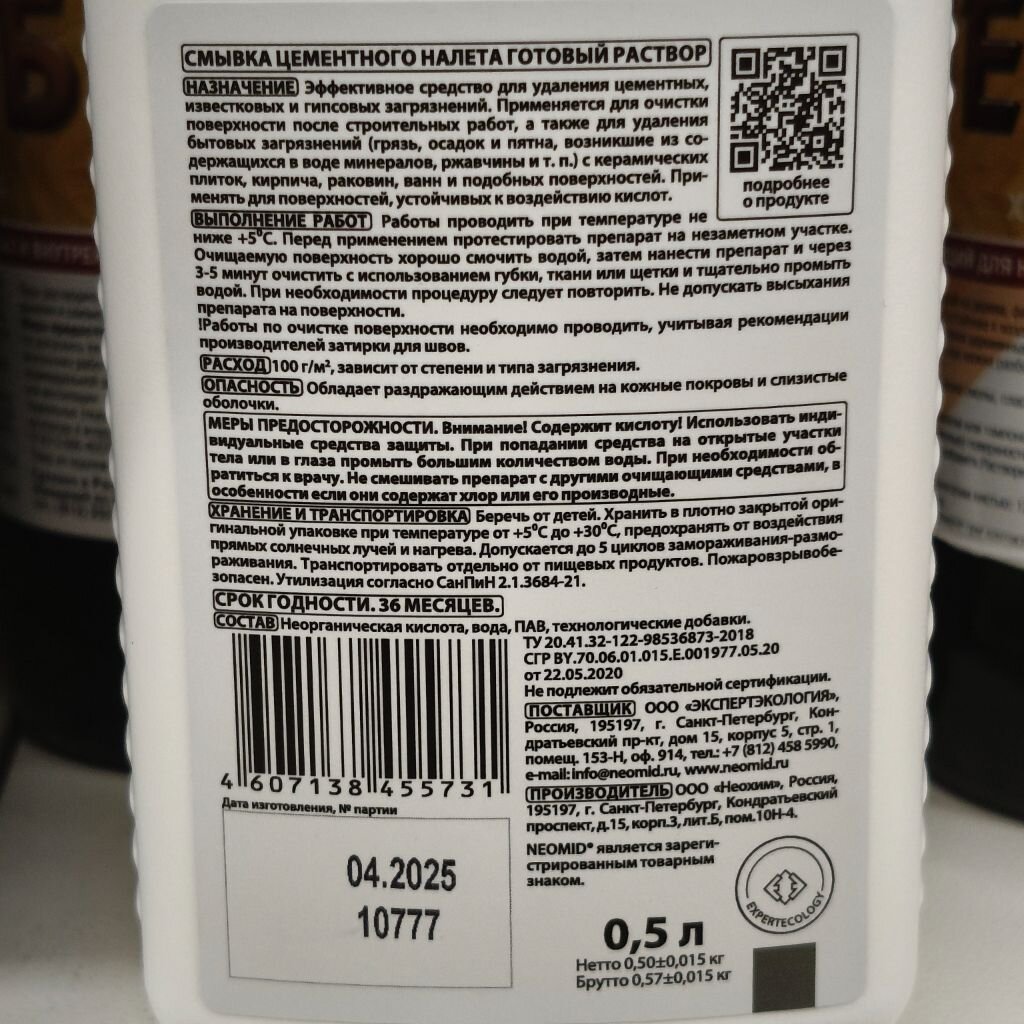 СМЫВКА ЦЕМЕНТНОГО НАЛЕТА ГОТОВЫЙ РАСТВОР
НАЗНАЧЕНИЕ Эффективное средство для удаления цементных,
известковых и гипсовых загрязнений. Применяется для очистки
поверхности после строительных работ, а также для удаления
бытовых загрязнений (грязь, осадок и пятна, возникшие из со-
держащихся в воде минералов, ржавчины и т. п.) с керамических
плиток, кирпича, раковин, ванн и подобных поверхностей. При-
менять для поверхностей, устойчивых к воздействию кислот.
подробнее
о продукте
ВЫПОЛНЕНИЕ РАБОТ Работы проводить при температуре не
ниже +5°С. Перед применением протестировать препарат на незаметном участке.
Очищаемую поверхность хорошо смочить водой, затем нанести препарат и через
3-5 минут очистить с использованием губки, ткани или щетки и тщательно промыть
водой. При необходимости процедуру следует повторить. Не допускать высыхания
препарата на поверхности.
!Работы по очистке поверхности необходимо проводить, учитывая рекомендации
производителей затирки для швов.
РАСХОД 100 г/м², зависит от степени и типа загрязнения.
ОПАСНОСТЬ Обладает раздражающим действием на кожные покровы и слизистые
оболочки.
МЕРЫ ПРЕДОСТОРОЖНОСТИ. Внимание! Содержит кислоту! Использовать инди-
видуальные средства защиты. При попадании средства на открытые участки
тела или в глаза промыть большим количеством воды. При необходимости об-
ратиться к врачу. Не смешивать препарат с другими очищающими средствами, в
особенности если они содержат хлор или его производные.
ХРАНЕНИЕ И ТРАНСПОРТИРОВКА Беречь от детей. Хранить в плотно закрытой ори-
гинальной упаковке при температуре от +5°С до +30°С, предохранять от воздействия
прямых солнечных лучей и нагрева. Допускается до 5 циклов замораживания-размо-
раживания. Транспортировать отдельно от пищевых продуктов. Пожаровзрывобе-
зопасен. Утилизация согласно СанПиН 2.1.3684-21.
СРОК ГОДНОСТИ. 36 МЕСЯЦЕВ.
СОСТАВ Неорганическая кислота, вода, ПАВ, технологические добавки.
ТУ 20.41.32-122-98536873-2018
СГР BY.70.06.01.015.Е.001977.05.20
от 22.05.2020
Не подлежит обязательной сертификации.
ПОСТАВЩИК ООО «ЭКСПЕРТЭКОЛОГИЯ»,
Россия, 195197, г. Санкт-Петербург, Кон-
дратьевский пр-кт, дом 15, корпус 5, стр. 1,
помещ. 153-Н, оф. 914, тел.: +7 (812) 458 5990,
e-mail: info@neomid.ru, www.neomid.ru
ПРОИЗВОДИТЕЛЬ ООО «Неохим», Россия,
195197, г. Санкт-Петербург, Кондратьевский
проспект, д.15, корп.3, лит.Б, пом.10Н-4.
4 607138 455731
Дата изготовления, № партии
04.2025
10777
NEOMID® является зареги-
стрированным товарным
знаком.
EXPERTECOLOGY
0,5 л
Нетто 0,50±0,015 кг
Брутто 0,57±0,015 кг